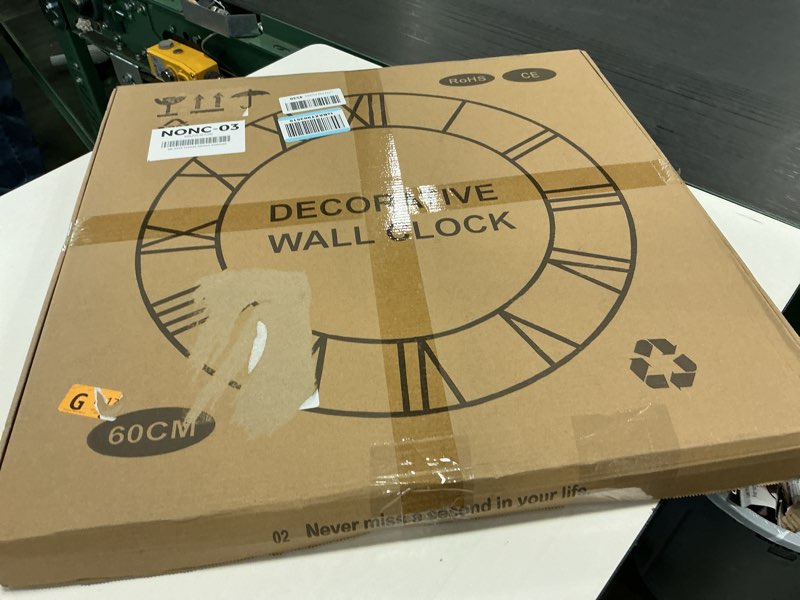 RoHS CE
NONC-03
DECORATIVE
WALL CLOCK
G
60CM
02 Never miss a second in your life